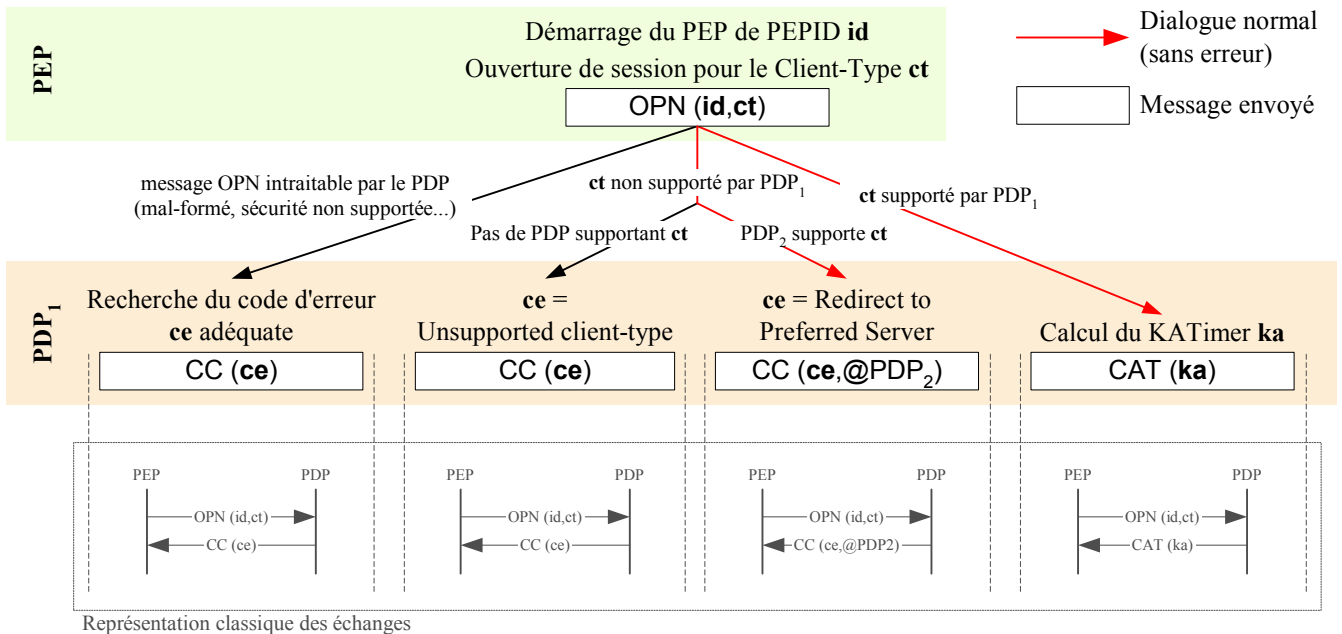 PEP
Démarrage du PEP de PEPID id
Ouverture de session pour le Client-Type ct
OPN (id,ct)
Dialogue normal
(sans erreur)
Message envoyé
message OPN intraitable par le PDP
(mal-formé, sécurité non supportée...)
ct non supporté par PDP1
ct supporté par PDP1
Pas de PDP supportant ct
PDP2 supporte ct
PDP1
Recherche du code d'erreur
ce adéquate
CC (ce)
ce =
Unsupported client-type
CC (ce)
ce = Redirect to
Preferred Server
CC (ce,@PDP2)
Calcul du KATimer ka
CAT (ka)
PEP PDP
OPN (id,ct)
CC (ce)
PEP PDP
OPN (id,ct)
CC (ce)
PEP PDP
OPN (id,ct)
CC (ce,@PDP2)
PEP PDP
OPN (id,ct)
CAT (ka)
Représentation classique des échanges